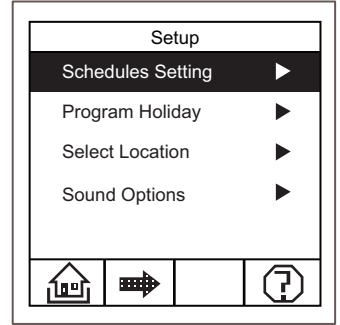 Setup
Schedules Setting
Program Holiday
Select Location
Sound Options
?